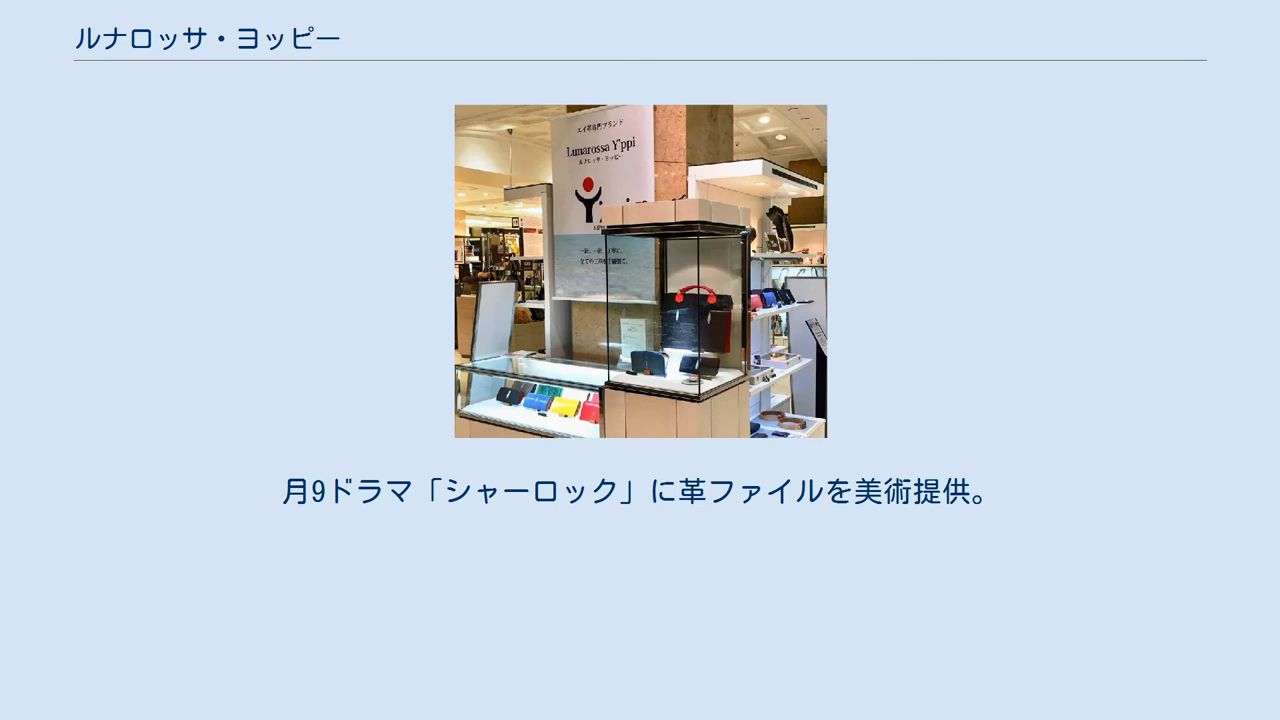 ルナロッサ・ヨッピー
エイ革専門ブランド
Lunarossa Y'ppi
ルナロッサ・ヨッピー
月9ドラマ「シャーロック」に革ファイルを美術提供。